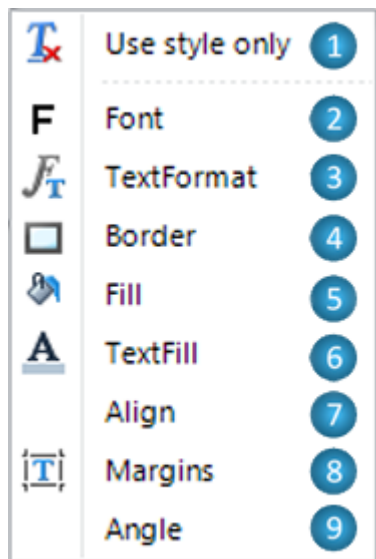 Use style only 1
F Font 2
TextFormat 3
Border 4
Fill 5
A TextFill 6
Align 7
T Margins 8
Angle 9